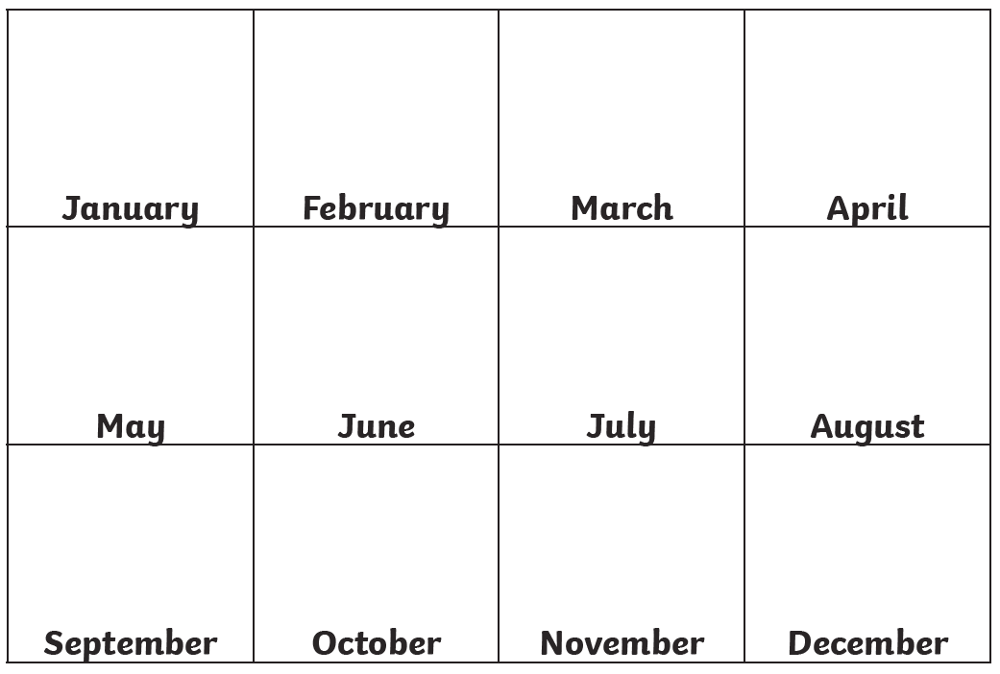 January February March April
May June July August
September October November December